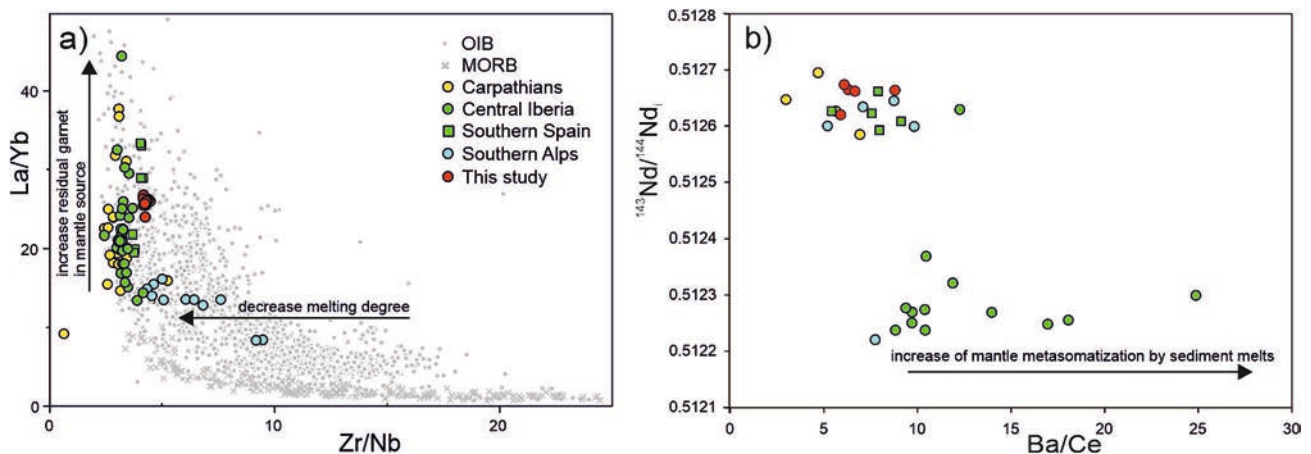 a)
OIB
MORB
Carpathians
Central Iberia
Southern Spain
Southern Alps
This study
increase residual garnet
in mantle source
decrease melting degree
La/Yb
40
20
0
0
10
20
Zr/Nb
b)
143Nd/144Ndi
0.5128
0.5127
0.5126
0.5125
0.5124
0.5123
0.5122
0.5121
increase of mantle metasomatization by sediment melts
0
5
10
15
20
25
30
Ba/Ce